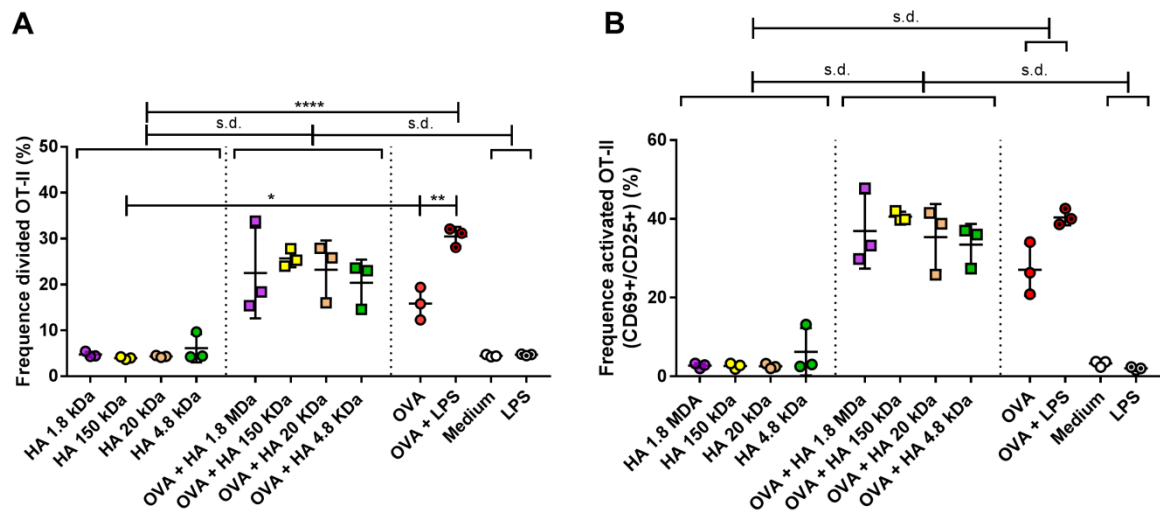 A
s.d.
****
s.d.
s.d.
*
**
Frequence divided OT-II (%)
50
40
30
20
10
0
HA 1.8 kDa
HA 150 kDa
HA 20 kDa
HA 4.8 kDa
OVA + HA 1.8 MDa
OVA + HA 150 kDa
OVA + HA 20 KDa
OVA + HA 4.8 kDa
OVA
OVA + LPS
Medium
LPS
B
s.d.
s.d.
Frequence activated OT-II
(CD69+/CD25+) (%)
60
40
20
0
HA 1.8 MDA
HA 150 kDa
HA 20 kDa
HA 4.8 kDa
OVA + HA 1.8 MDa
OVA + HA 150 kDa
OVA + HA 20 kDa
OVA + HA 4.8 kDa
OVA
OVA + LPS
Medium
LPS